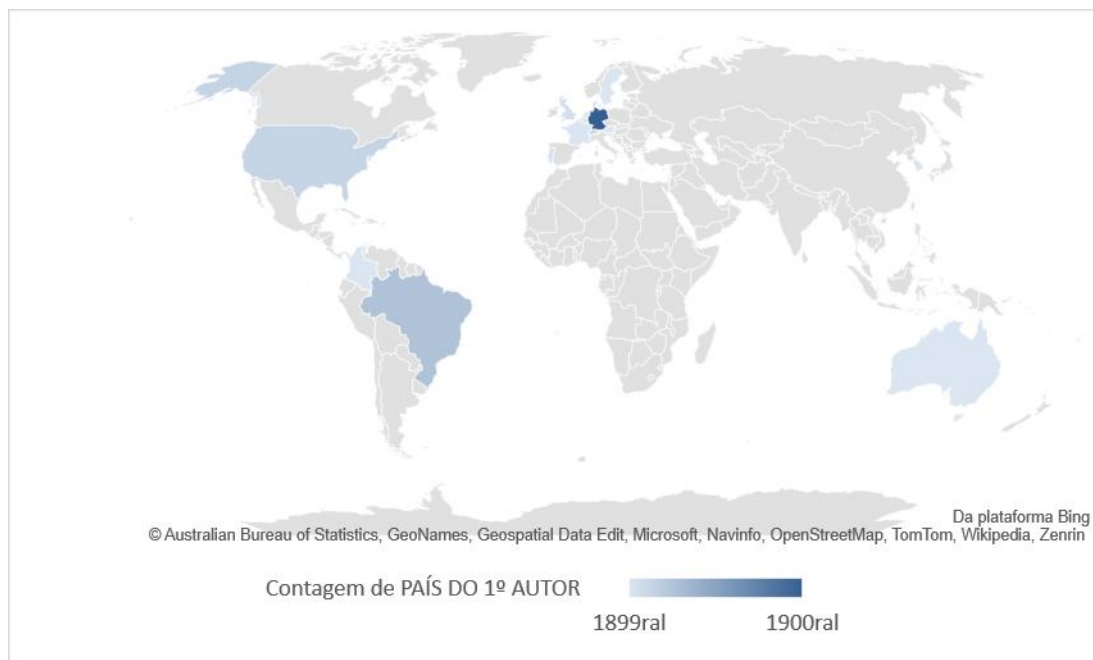 Da plataforma Bing
© Australian Bureau of Statistics, GeoNames, Geospatial Data Edit, Microsoft, Navinfo, OpenStreetMap, TomTom, Wikipedia, Zenrin
Contagem de PAÍS DO 1º AUTOR
1899ral 1900ral